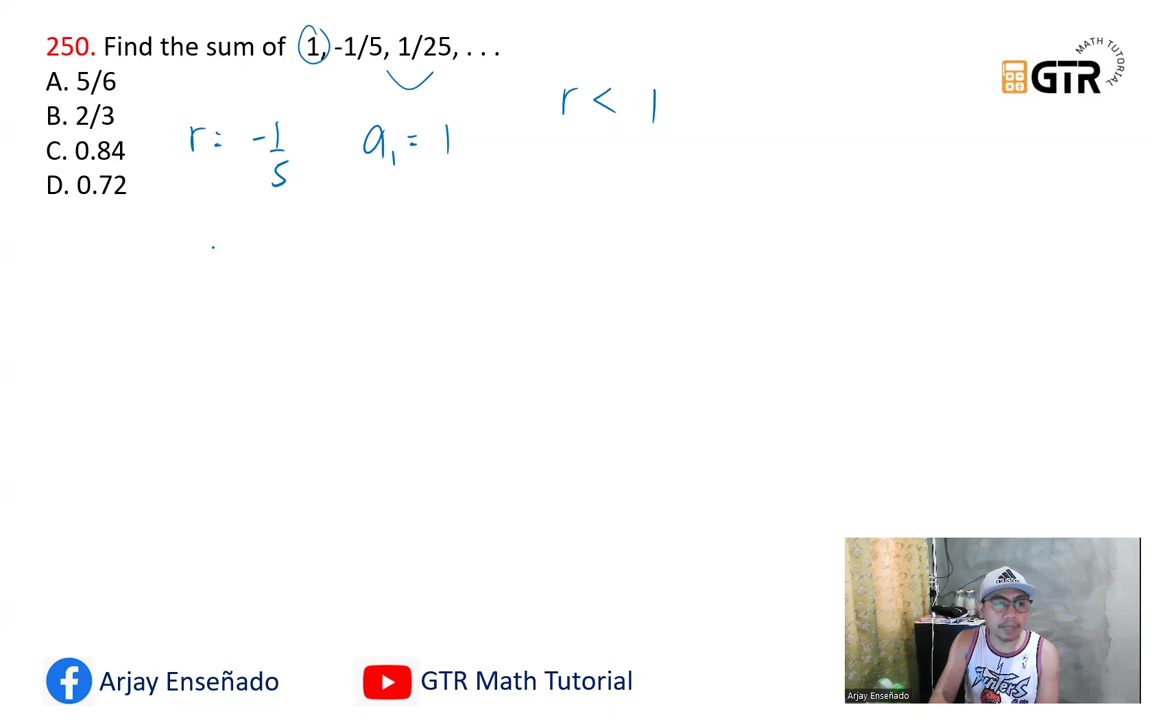 250. Find the sum of 1, -1/5, 1/25, . . .
A. 5/6
B. 2/3
C. 0.84
D. 0.72
r = -1/5
a₁ = 1
r < 1
GTR
MATH TUTORIAL
Arjay Enseñado
GTR Math Tutorial
Arjay Enseñado